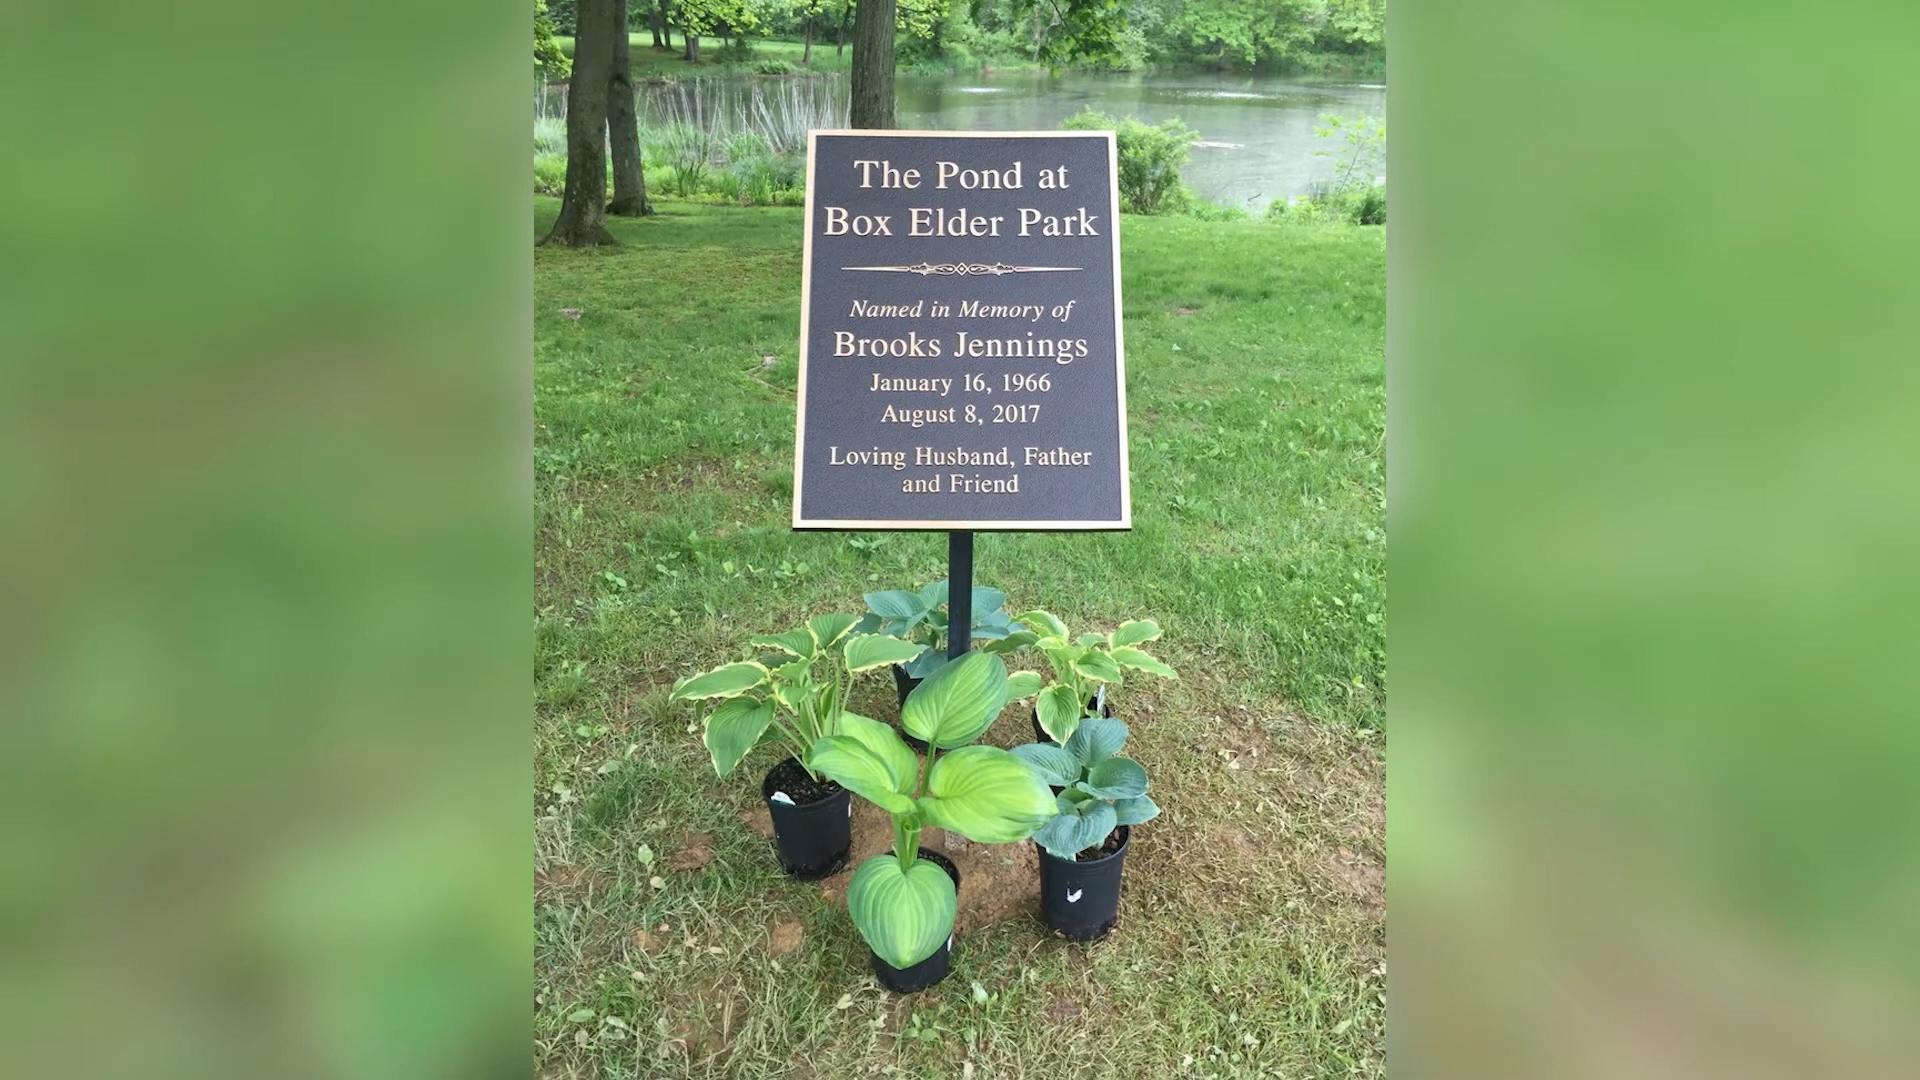 The Pond at
Box Elder Park
Named in Memory of
Brooks Jennings
January 16, 1966
August 8, 2017
Loving Husband, Father
and Friend